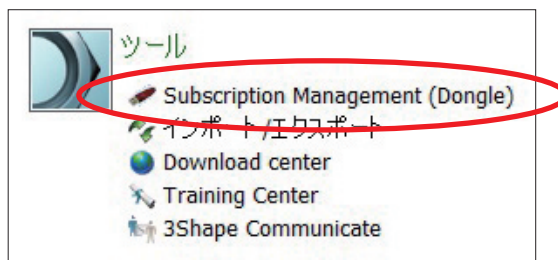 ツール
Subscription Management (Dongle)
インポート/エクスポート
Download center
Training Center
3Shape Communicate